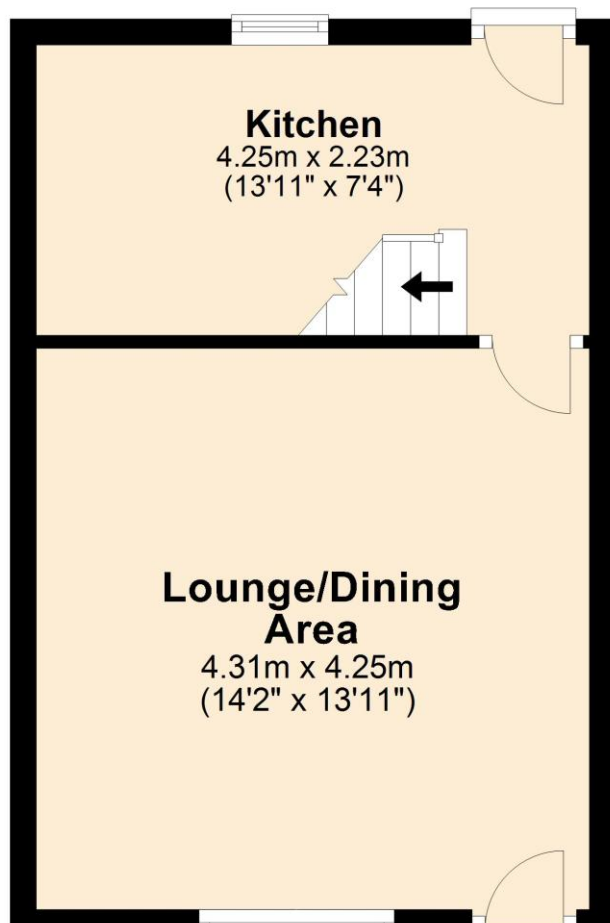 Kitchen
4.25m x 2.23m
(13'11" x 7'4")
Lounge/Dining
Area
4.31m x 4.25m
(14'2" x 13'11")